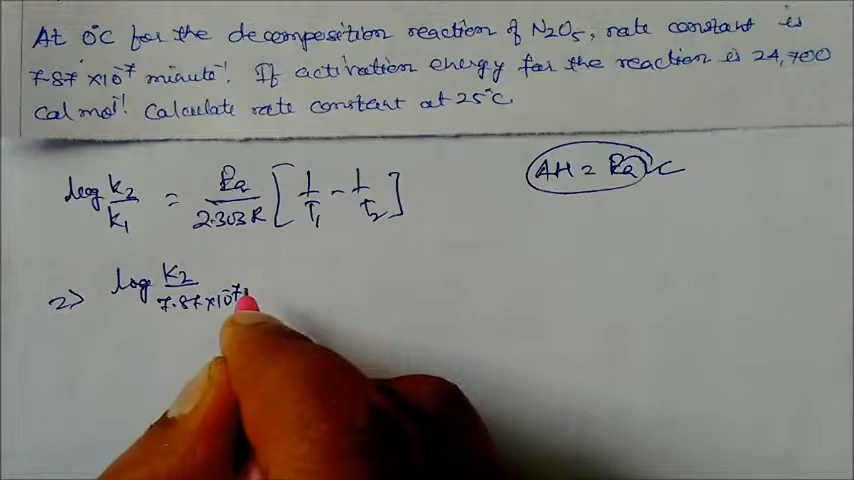 At 0°C for the decomposition reaction of N₂O₅, rate constant is
7.87 ×10⁻⁷ minute⁻¹. If activation energy for the reaction is 24,700
Cal mol⁻¹ Calculate rate constant at 25°C.
log K₂/K₁ = Ea/2.303R [1/T₁ - 1/T₂]
ΔH = Ea
=> log K₂/7.87×10⁻⁷